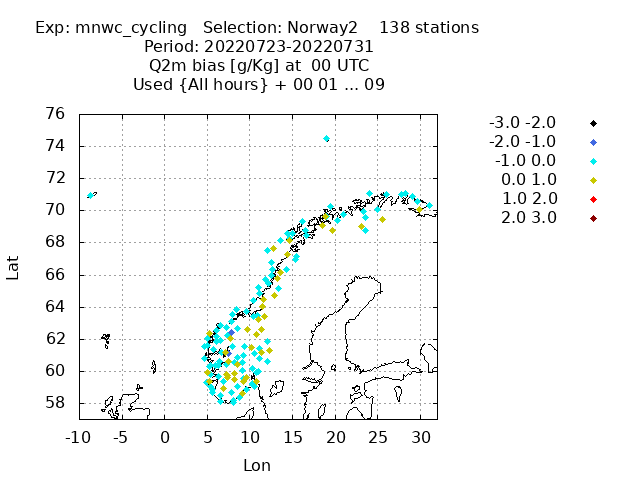 Exp: mnwc_cycling   Selection: Norway2    138 stations
Period: 20220723-20220731
Q2m bias [g/Kg] at  00 UTC
Used {All hours} + 00 01 ... 09
76
74
72
70
68
66
64
62
60
58
-10 -5 0 5 10 15 20 25 30
Lat
Lon
-3.0 -2.0
-2.0 -1.0
-1.0 0.0
0.0 1.0
1.0 2.0
2.0 3.0